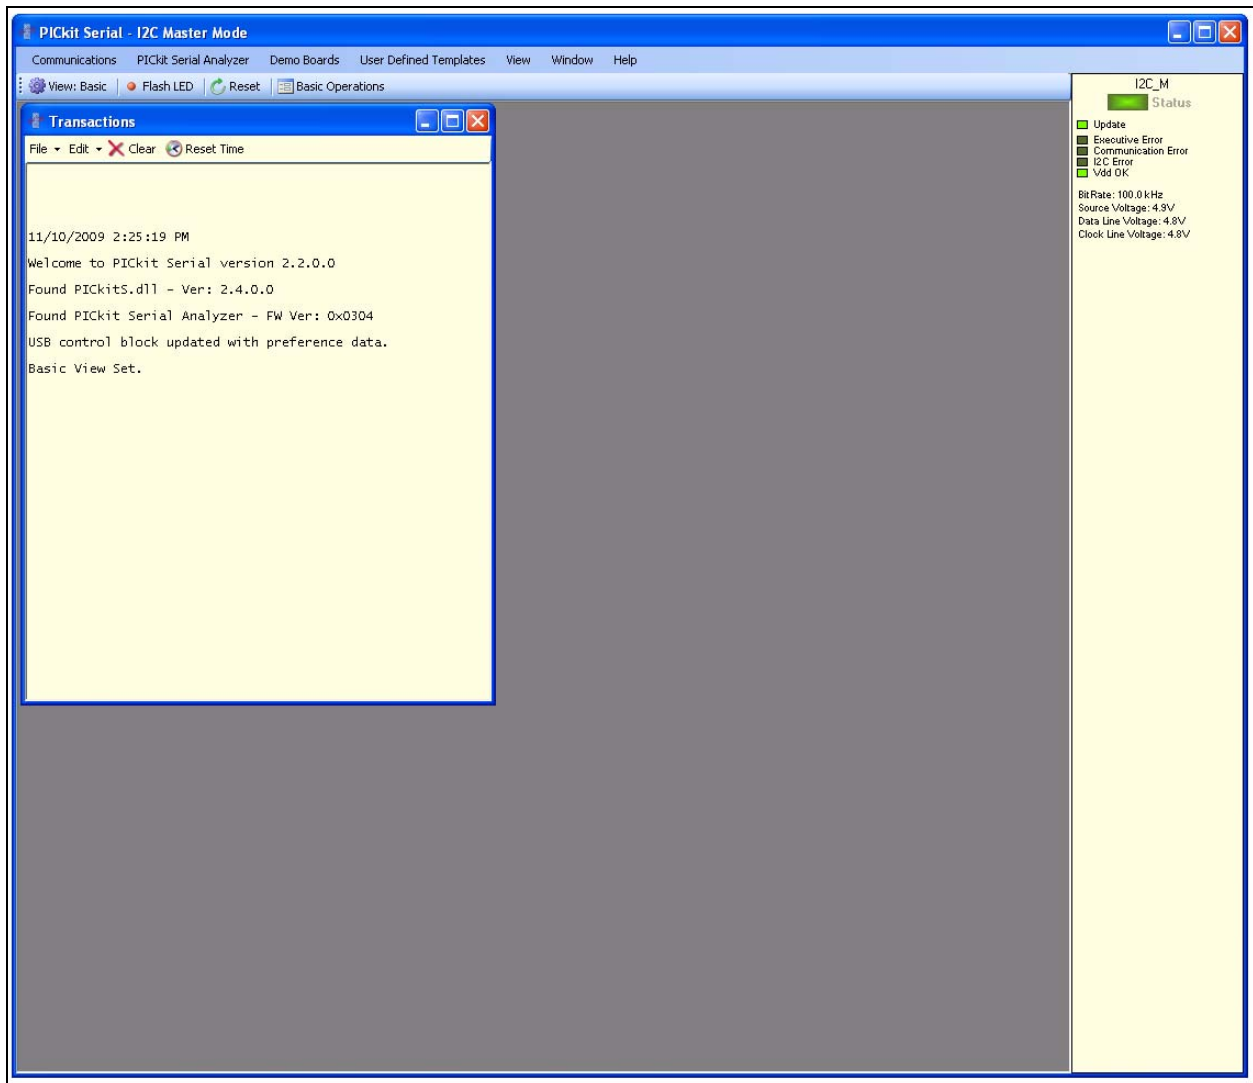 PICkit Serial - I2C Master Mode
Communications PICkit Serial Analyzer Demo Boards User Defined Templates View Window Help
View: Basic Flash LED Reset Basic Operations
Transactions
File Edit Clear Reset Time
11/10/2009 2:25:19 PM
Welcome to PICkit Serial version 2.2.0.0
Found PICkitS.dll - Ver: 2.4.0.0
Found PICkit Serial Analyzer - FW Ver: 0x0304
USB control block updated with preference data.
Basic View Set.
I2C_M
Status
Update
Executive Error
Communication Error
I2C Error
Vdd OK
BitRate: 100.0 kHz
Source Voltage: 4.9V
Data Line Voltage: 4.8V
Clock Line Voltage: 4.8V